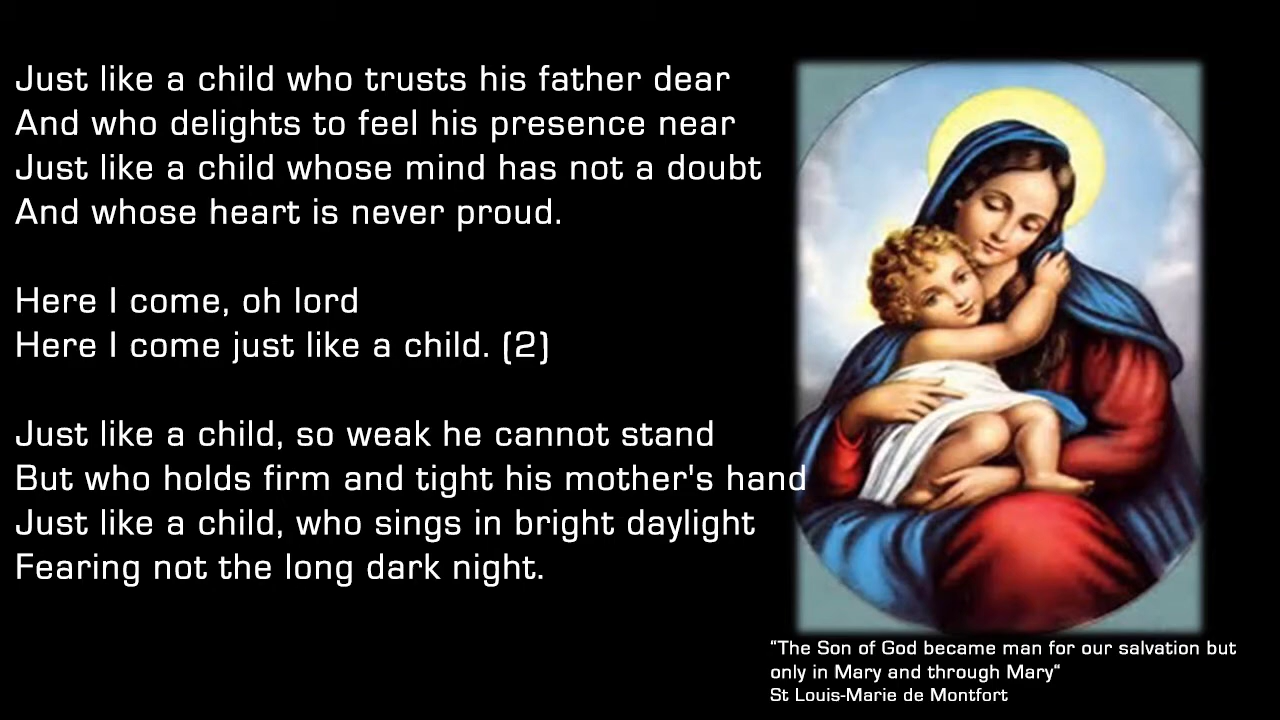 Just like a child who trusts his father dear
And who delights to feel his presence near
Just like a child whose mind has not a doubt
And whose heart is never proud.
Here I come, oh lord
Here I come just like a child. (2)
Just like a child, so weak he cannot stand
But who holds firm and tight his mother's hand
Just like a child, who sings in bright daylight
Fearing not the long dark night.
“The Son of God became man for our salvation but
only in Mary and through Mary“
St Louis-Marie de Montfort